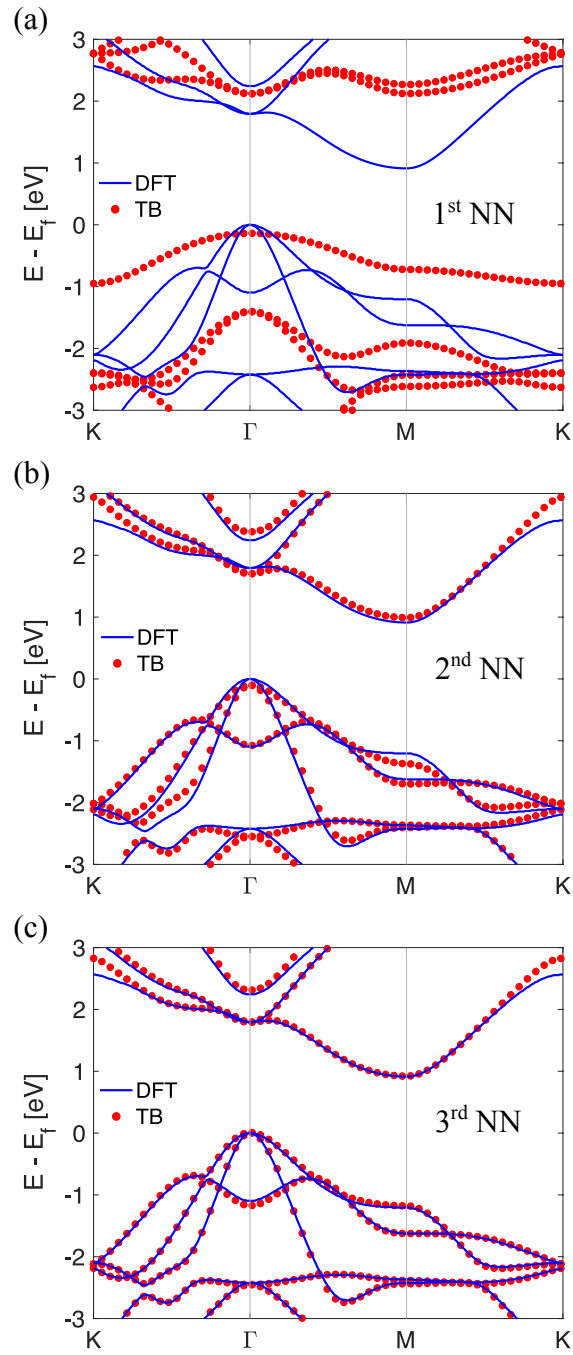 (a)
3
2
1
0
-1
-2
-3
E - E_f [eV]
DFT
TB
1st NN
K Γ M K
(b)
3
2
1
0
-1
-2
-3
E - E_f [eV]
DFT
TB
2nd NN
K Γ M K
(c)
3
2
1
0
-1
-2
-3
E - E_f [eV]
DFT
TB
3rd NN
K Γ M K